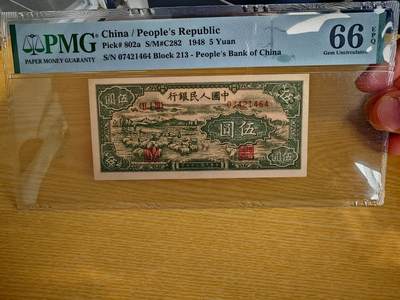 PMG
PAPER MONEY GUARANTY
China / People's Republic
Pick# 802a S/M#C282 1948 5 Yuan
S/N 07421464 Block 213 - People's Bank of China
66
EPQ
Gem Uncirculated
伍 行銀民人國中 伍
07421464
圓 伍
伍 伍